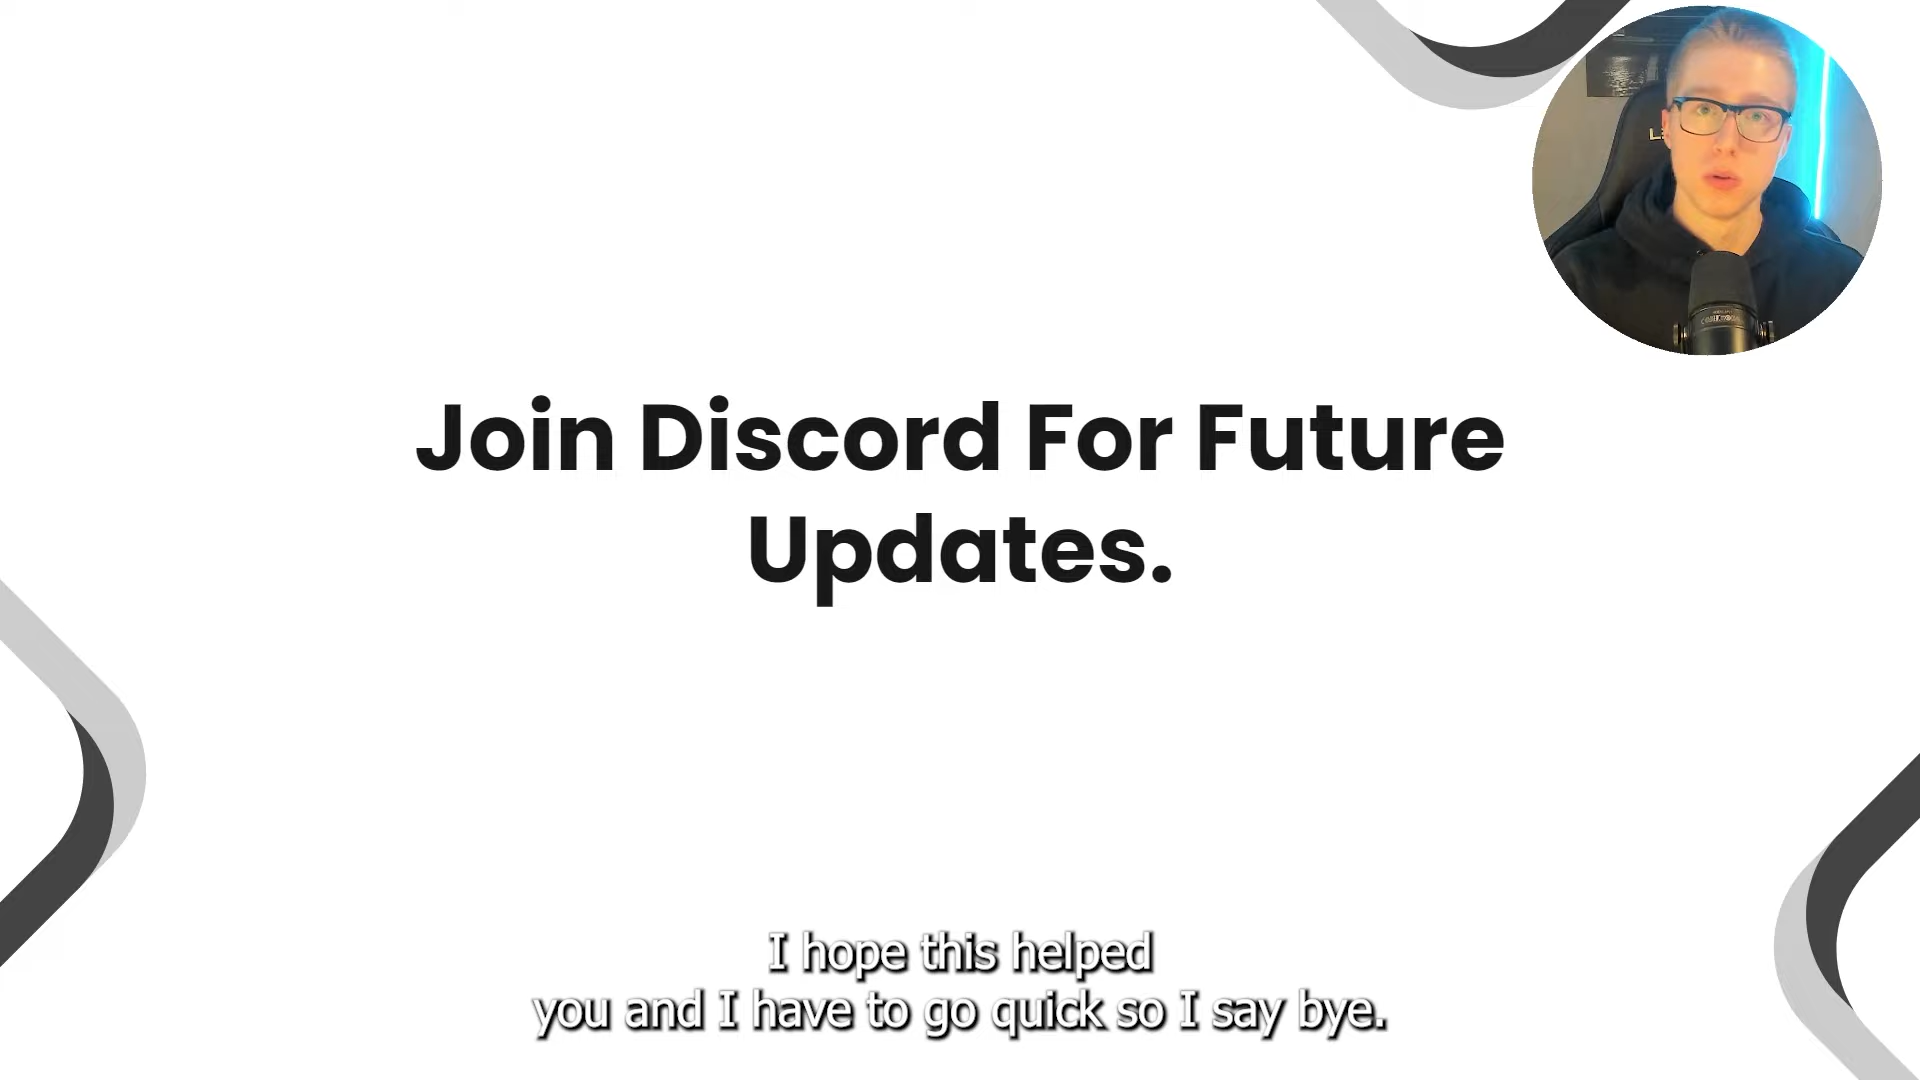 Join Discord For Future
Updates.
I hope this helped
you and I have to go quick so I say bye.